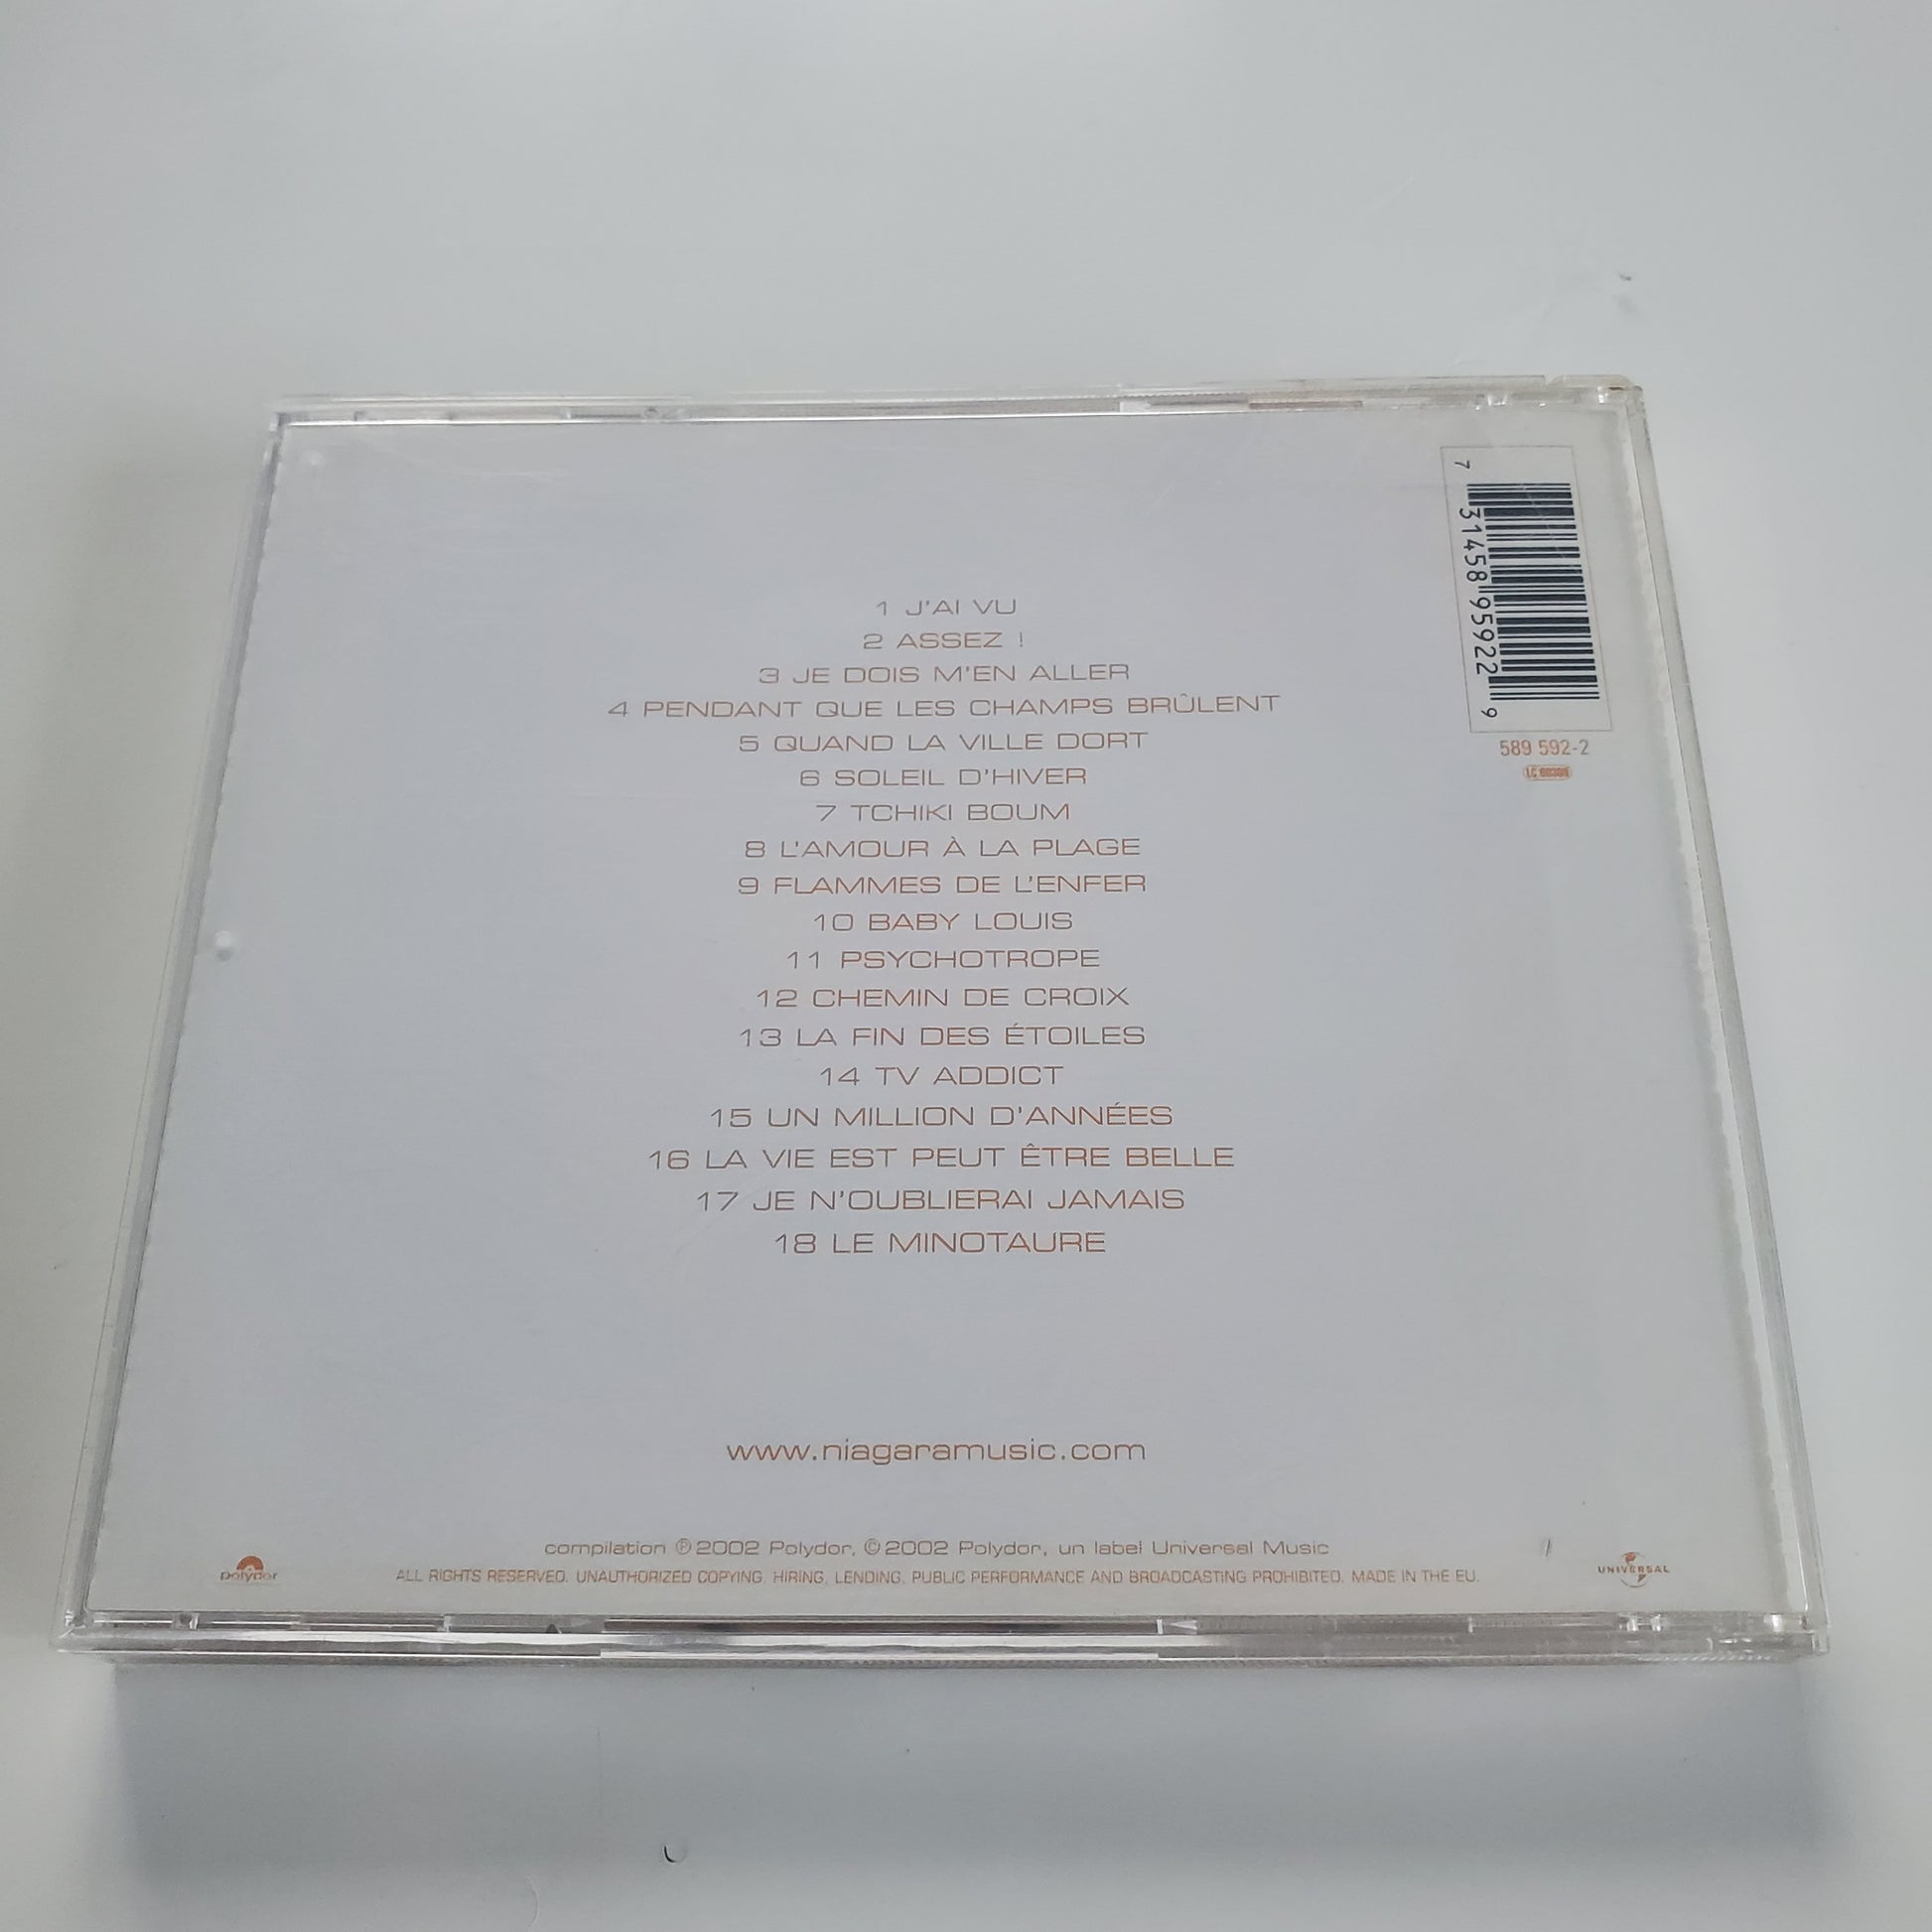 1 J'AI VU
2 ASSEZ !
3 JE DOIS M'EN ALLER
4 PENDANT QUE LES CHAMPS BRÛLENT
5 QUAND LA VILLE DORT
6 SOLEIL D'HIVER
7 TCHIKI BOUM
8 L'AMOUR À LA PLAGE
9 FLAMMES DE L'ENFER
10 BABY LOUIS
11 PSYCHOTROPE
12 CHEMIN DE CROIX
13 LA FIN DES ÉTOILES
14 TV ADDICT
15 UN MILLION D'ANNÉES
16 LA VIE EST PEUT ÊTRE BELLE
17 JE N'OUBLIERAI JAMAIS
18 LE MINOTAURE
7 31458 95922 9
589 592-2
www.niagaramusic.com
compilation ℗ 2002 Polydor, © 2002 Polydor, un label Universal Music
ALL RIGHTS RESERVED. UNAUTHORIZED COPYING, HIRING, LENDING, PUBLIC PERFORMANCE AND BROADCASTING PROHIBITED. MADE IN THE EU.
polydor
UNIVERSAL